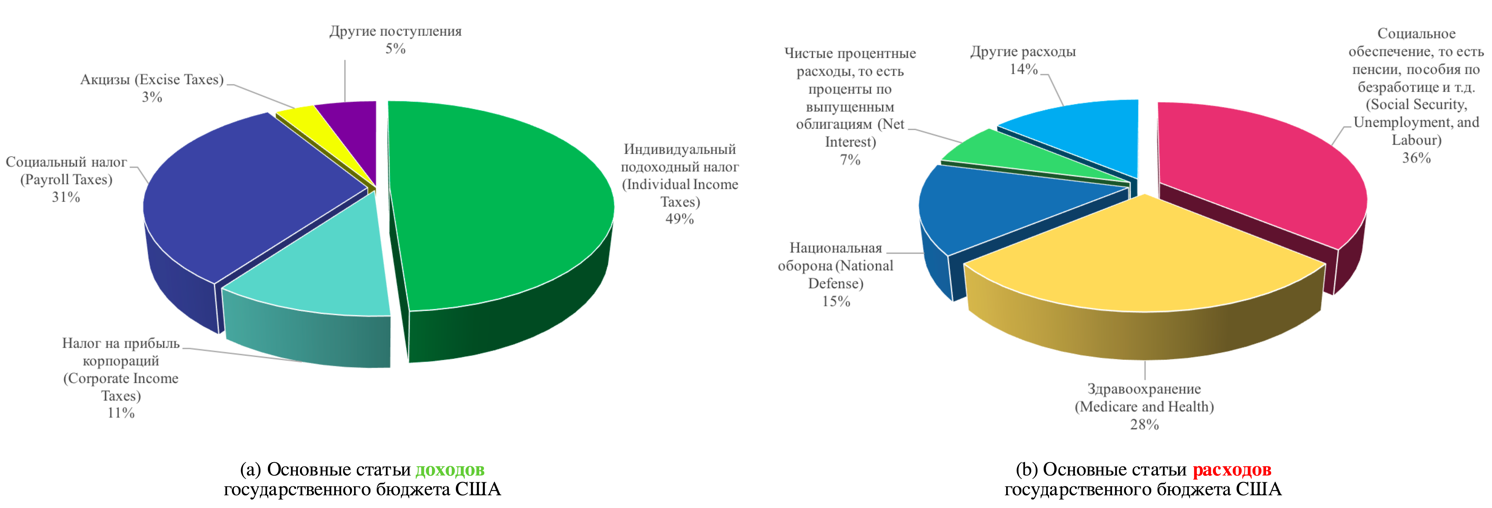 Другие поступления
5%
Акцизы (Excise Taxes)
3%
Социальный налог
(Payroll Taxes)
31%
Индивидуальный
подоходный налог
(Individual Income
Taxes)
49%
Налог на прибыль
корпораций
(Corporate Income
Taxes)
11%
(a) Основные статьи доходов
государственного бюджета США
Чистые процентные
расходы, то есть
проценты по
выпущенным
облигациям (Net
Interest)
7%
Другие расходы
14%
Социальное
обеспечение, то есть
пенсии, пособия по
безработице и т.д.
(Social Security,
Unemployment, and
Labour)
36%
Национальная
оборона (National
Defense)
15%
Здравоохранение
(Medicare and Health)
28%
(b) Основные статьи расходов
государственного бюджета США